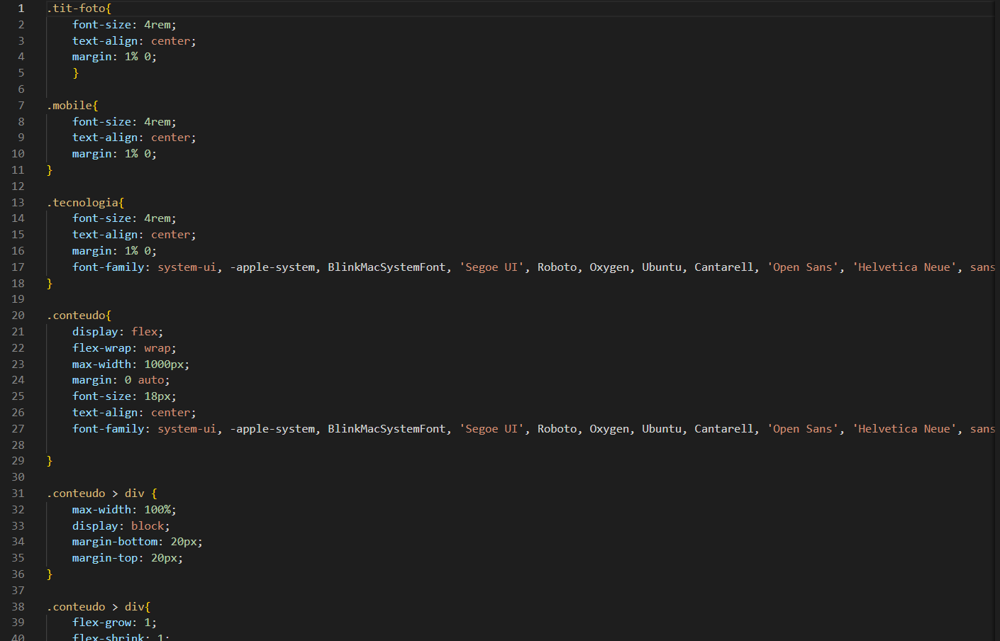 1 .tit-foto{
2 font-size: 4rem;
3 text-align: center;
4 margin: 1% 0;
5 }
6
7 .mobile{
8 font-size: 4rem;
9 text-align: center;
10 margin: 1% 0;
11 }
12
13 .tecnologia{
14 font-size: 4rem;
15 text-align: center;
16 margin: 1% 0;
17 font-family: system-ui, -apple-system, BlinkMacSystemFont, 'Segoe UI', Roboto, Oxygen, Ubuntu, Cantarell, 'Open Sans', 'Helvetica Neue', sans
18 }
19
20 .conteudo{
21 display: flex;
22 flex-wrap: wrap;
23 max-width: 1000px;
24 margin: 0 auto;
25 font-size: 18px;
26 text-align: center;
27 font-family: system-ui, -apple-system, BlinkMacSystemFont, 'Segoe UI', Roboto, Oxygen, Ubuntu, Cantarell, 'Open Sans', 'Helvetica Neue', sans
28
29 }
30
31 .conteudo > div {
32 max-width: 100%;
33 display: block;
34 margin-bottom: 20px;
35 margin-top: 20px;
36 }
37
38 .conteudo > div{
39 flex-grow: 1;
40 flex-shrink: 1;